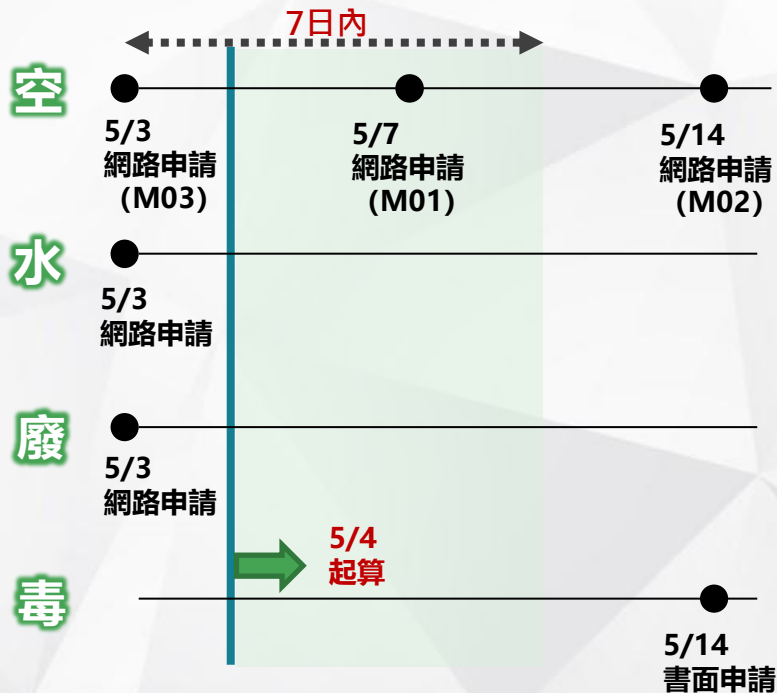 7日內
空
5/3
網路申請
(M03)
5/7
網路申請
(M01)
5/14
網路申請
(M02)
水
5/3
網路申請
廢
5/3
網路申請
5/4
起算
毒
5/14
書面申請